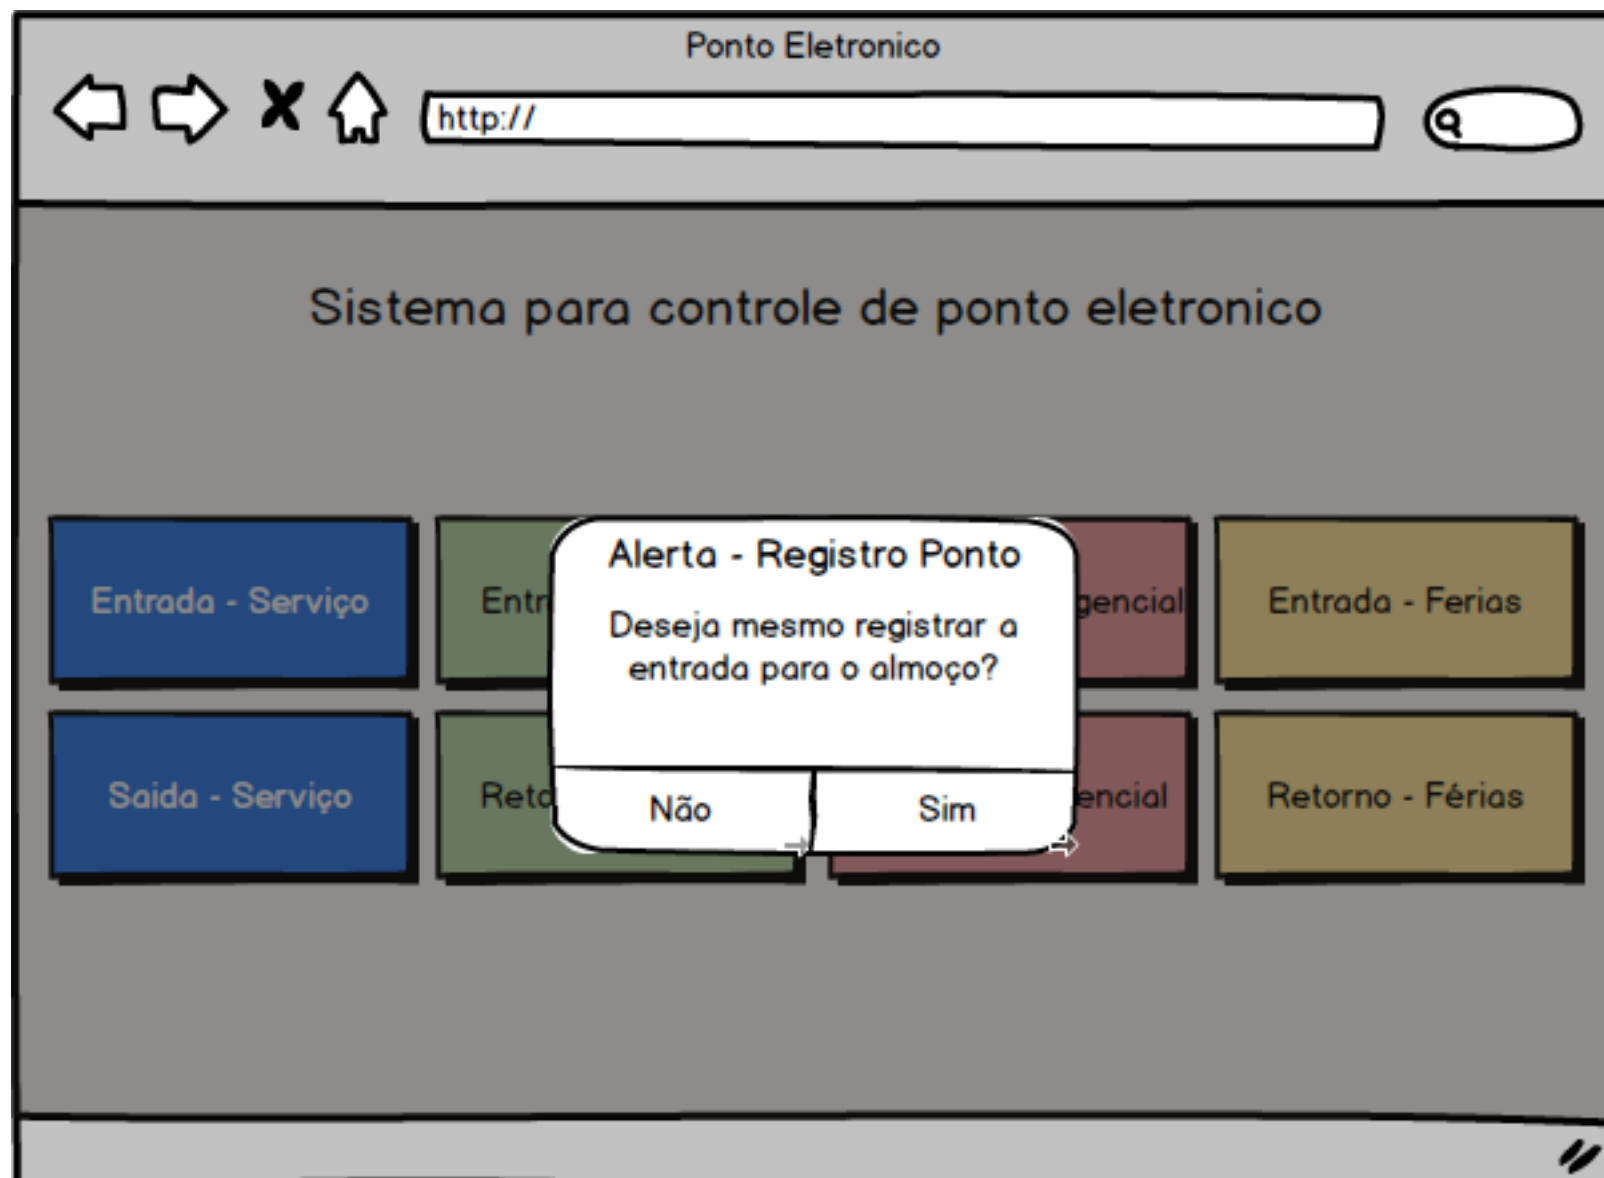 Ponto Eletronico
http://
Sistema para controle de ponto eletronico
Entrada - Serviço
Alerta - Registro Ponto
Deseja mesmo registrar a
entrada para o almoço?
Entrada - Ferias
Saida - Serviço
Não
Sim
Retorno - Férias